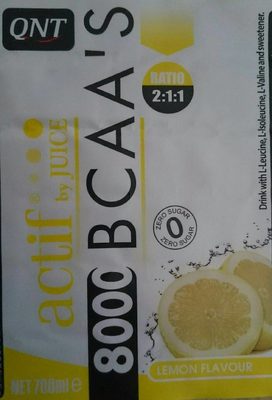 QNT
actif®
by JUICE
8000 BCAA'S
RATIO
2:1:1
ZERO SUGAR
0
ZERO SUGAR
Drink with L-Leucine, L-Isoleucine, L-Valine and sweetener.
NET 700ml e
LEMON FLAVOUR